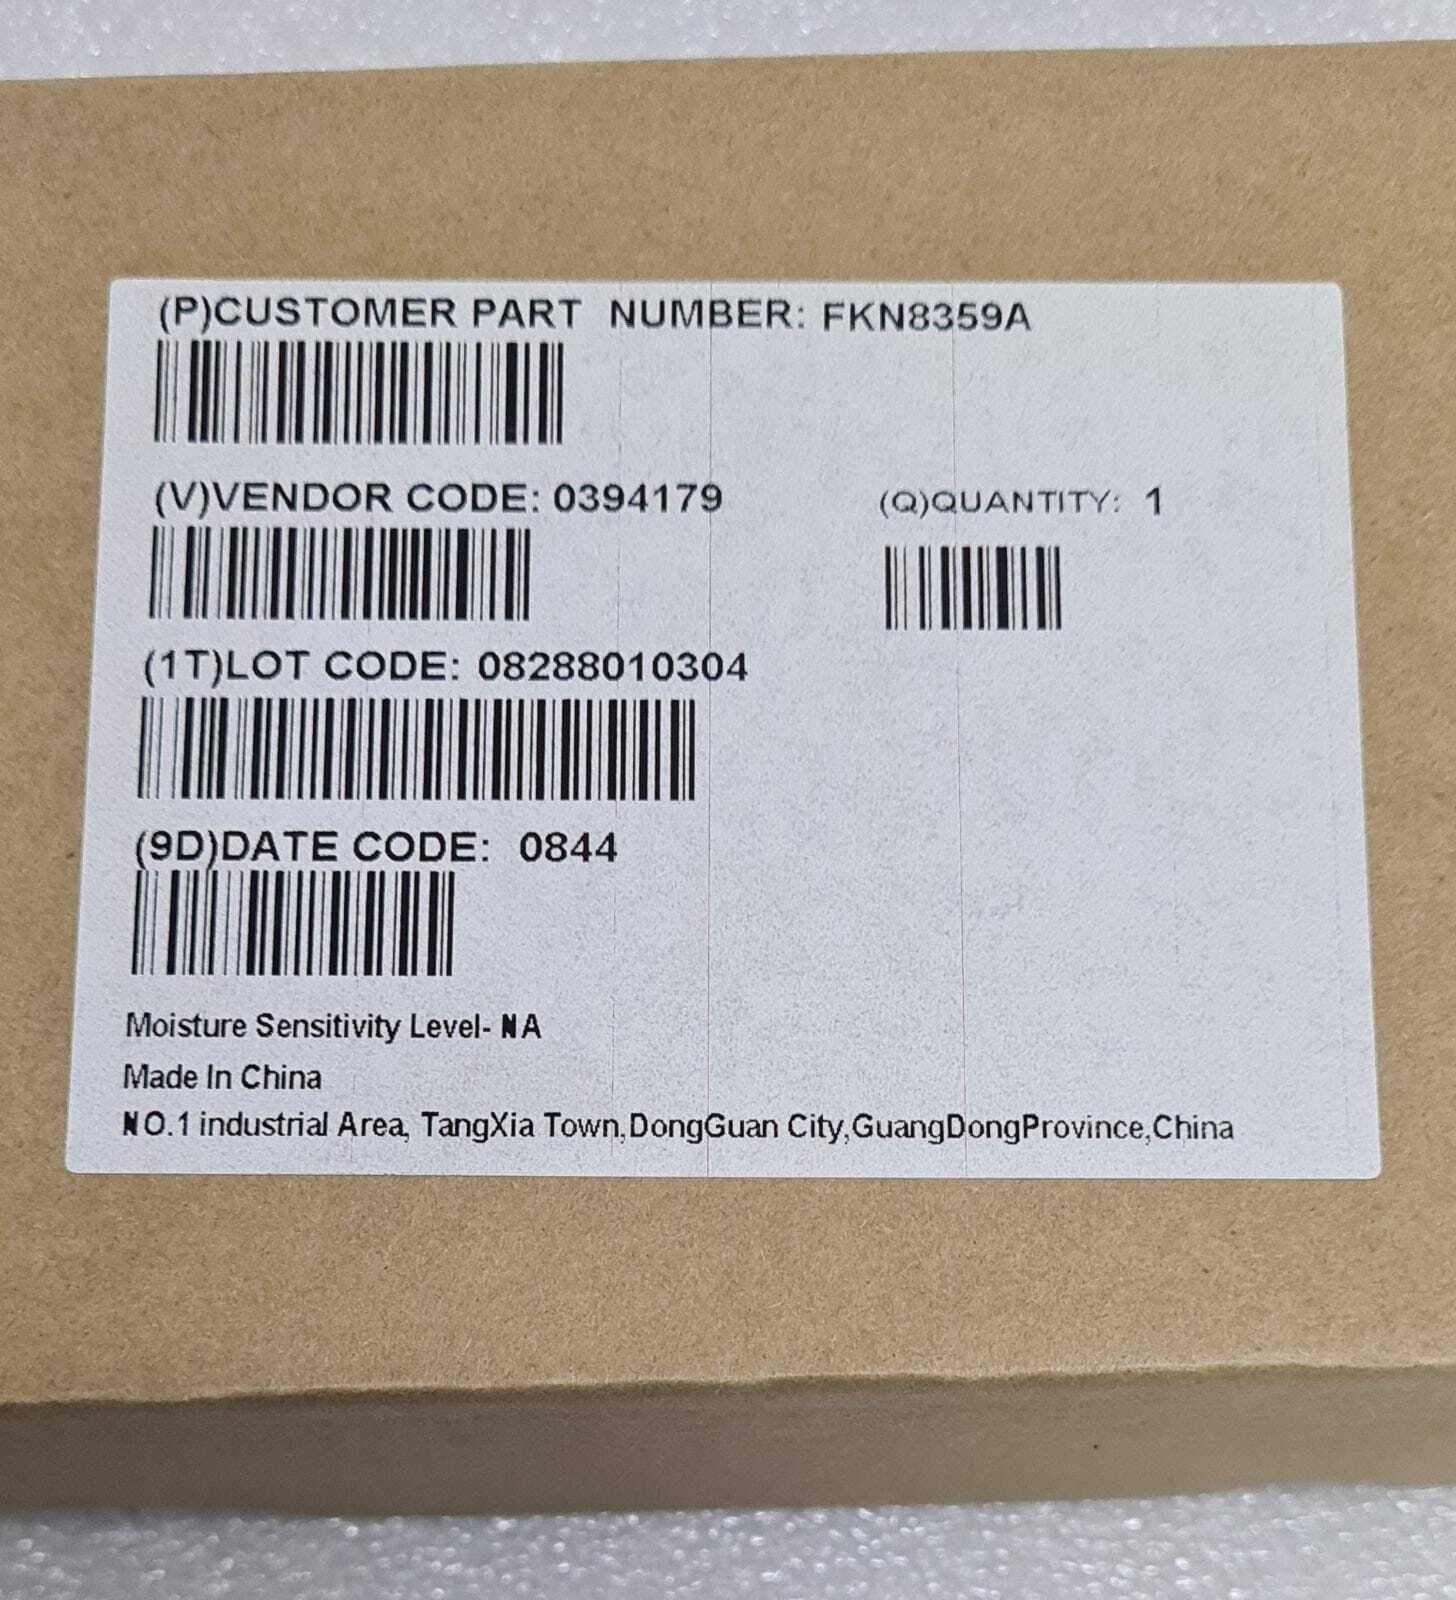 (P)CUSTOMER PART NUMBER: FKN8359A
(V)VENDOR CODE: 0394179
(Q)QUANTITY: 1
(1T)LOT CODE: 08288010304
(9D)DATE CODE: 0844
Moisture Sensitivity Level- NA
Made In China
NO.1 industrial Area, TangXia Town,DongGuan City,GuangDongProvince,China